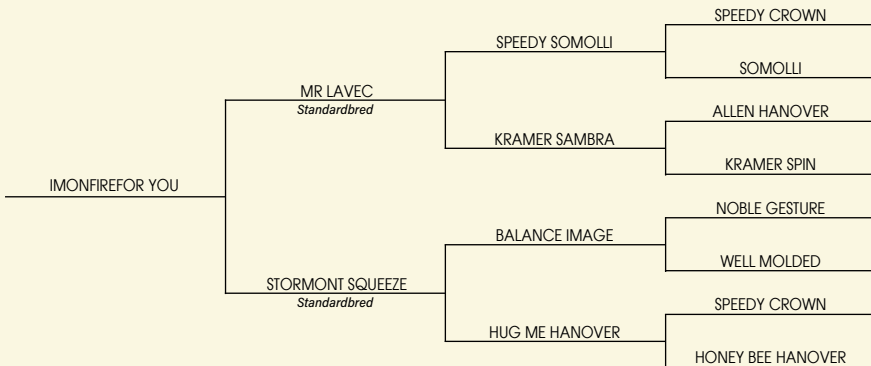 SPEEDY CROWN
SPEEDY SOMOLLI
SOMOLLI
MR LAVEC
Standardbred
ALLEN HANOVER
KRAMER SAMBRA
KRAMER SPIN
IMONFIREFOR YOU
NOBLE GESTURE
BALANCE IMAGE
WELL MOLDED
STORMONT SQUEEZE
Standardbred
SPEEDY CROWN
HUG ME HANOVER
HONEY BEE HANOVER